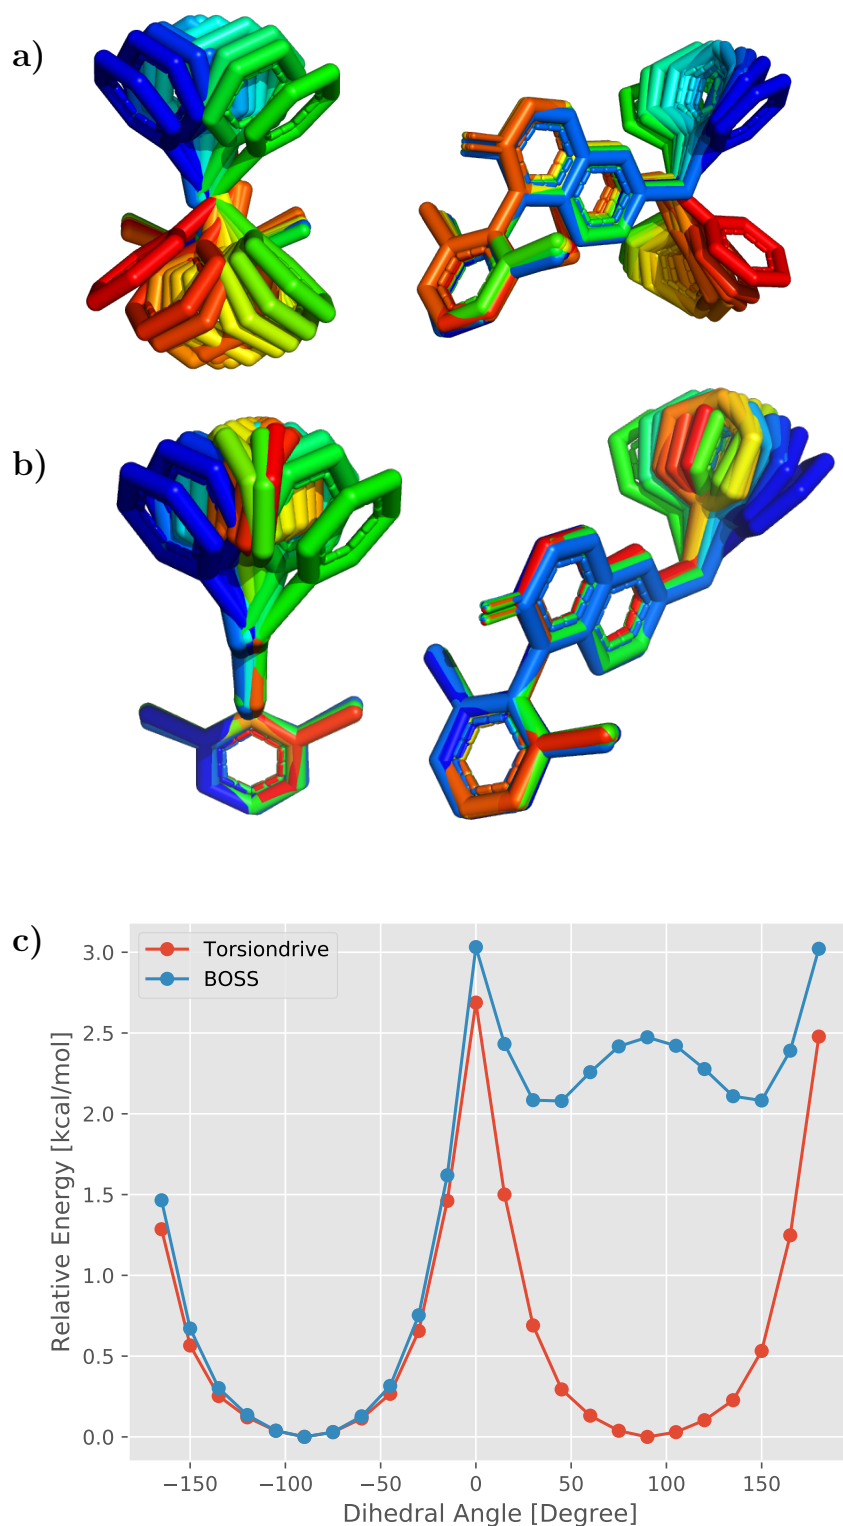 a)
b)
c)
Torsiondrive
BOSS
Relative Energy [kcal/mol]
3.0
2.5
2.0
1.5
1.0
0.5
0.0
−150 −100 −50 0 50 100 150
Dihedral Angle [Degree]